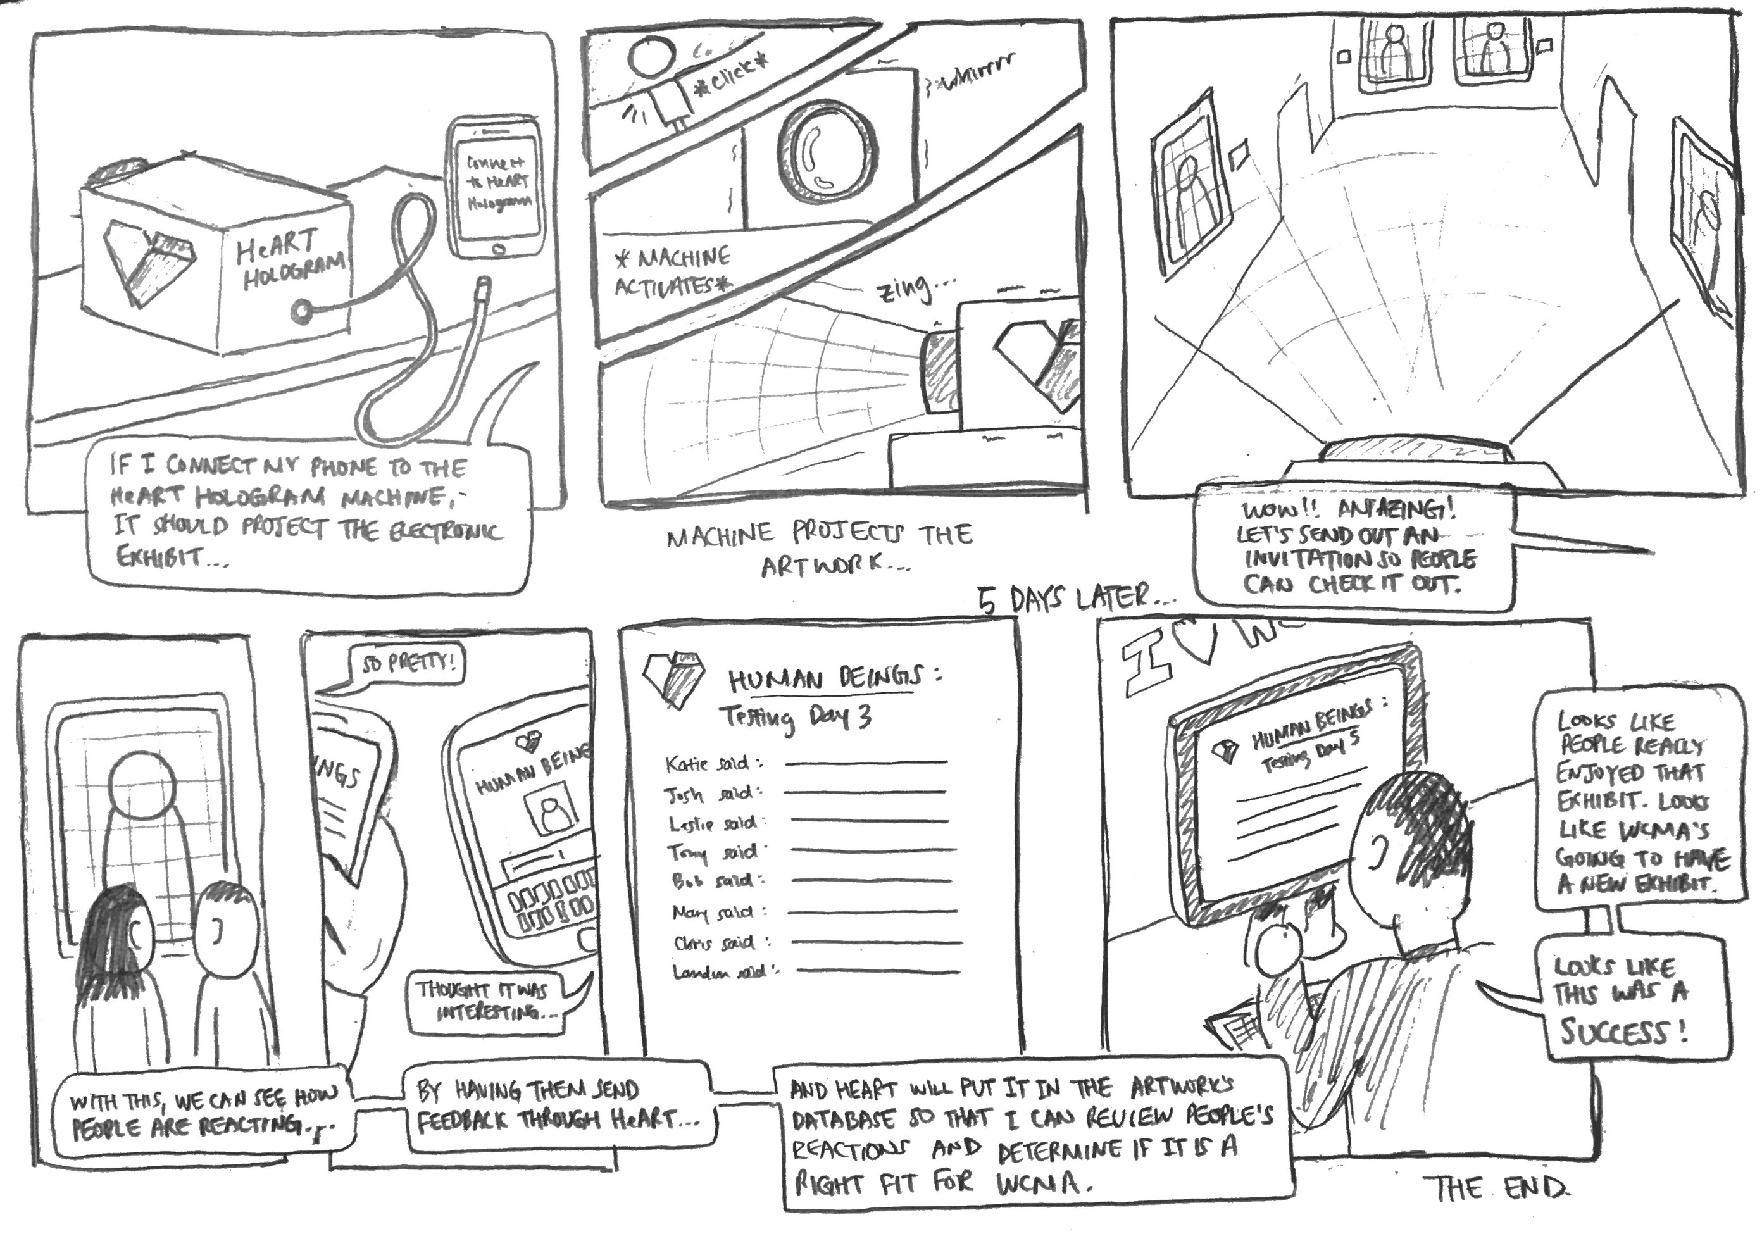 HeART
HOLOGRAM
Connect
to HeART
Hologram
IF I CONNECT MY PHONE TO THE
HeART HOLOGRAM MACHINE,
IT SHOULD PROJECT THE ELECTRONIC
EXHIBIT...
*click*
whirrrr
* MACHINE
ACTIVATES*
zing...
MACHINE PROJECTS THE
ARTWORK...
WOW!! AMAZING!
LET'S SEND OUT AN
INVITATION SO PEOPLE
CAN CHECK IT OUT.
5 DAYS LATER...
WITH THIS, WE CAN SEE HOW
PEOPLE ARE REACTING...
SO PRETTY!
INGS
HUMAN BEING
THOUGHT IT WAS
INTERESTING...
BY HAVING THEM SEND
FEEDBACK THROUGH HeART...
HUMAN BEINGS:
Testing Day 3
Katie said:
Josh said:
Leslie said:
Tony said:
Bob said:
Mary said:
Chris said:
Landon said:
AND HEART WILL PUT IT IN THE ARTWORK'S
DATABASE SO THAT I CAN REVIEW PEOPLE'S
REACTIONS AND DETERMINE IF IT IS A
RIGHT FIT FOR WCMA.
I ♡ WC
HUMAN BEINGS:
Testing Day 5
LOOKS LIKE
PEOPLE REALLY
ENJOYED THAT
EXHIBIT. LOOKS
LIKE WCMA'S
GOING TO HAVE
A NEW EXHIBIT.
LOOKS LIKE
THIS WAS A
SUCCESS!
THE END.